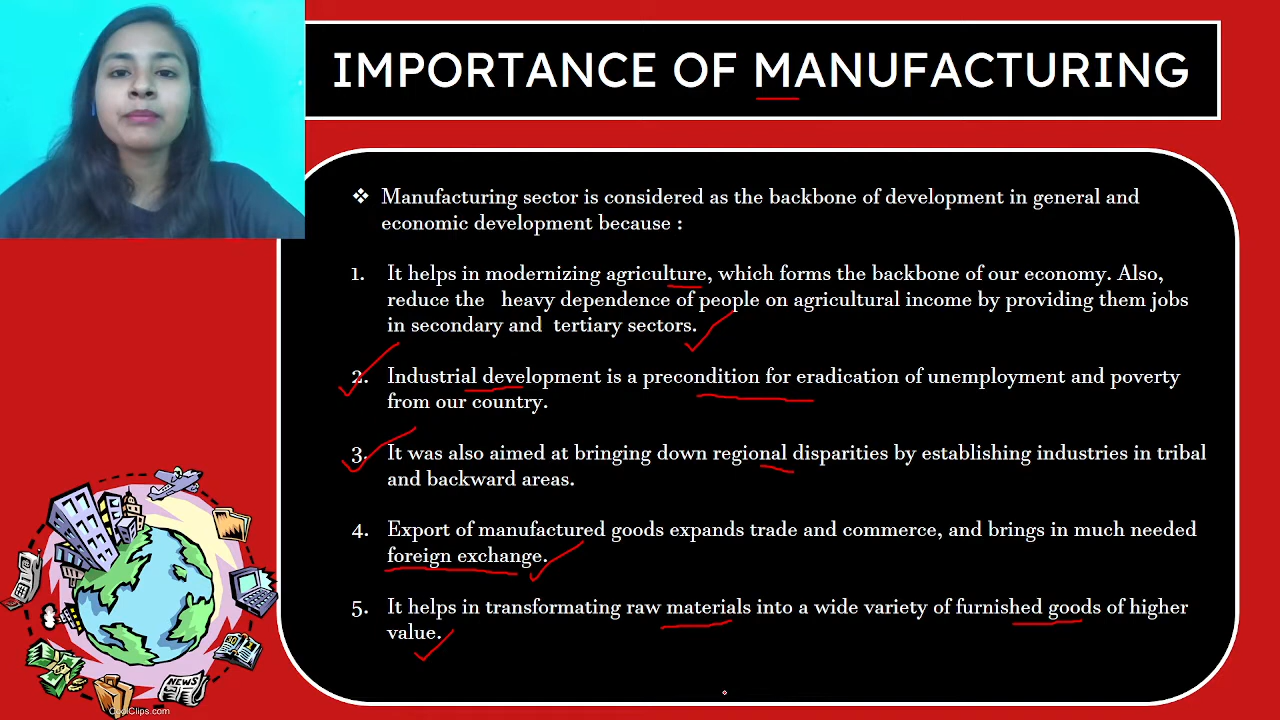 IMPORTANCE OF MANUFACTURING
❖ Manufacturing sector is considered as the backbone of development in general and
economic development because :
1. It helps in modernizing agriculture, which forms the backbone of our economy. Also,
reduce the heavy dependence of people on agricultural income by providing them jobs
in secondary and tertiary sectors.
2. Industrial development is a precondition for eradication of unemployment and poverty
from our country.
3. It was also aimed at bringing down regional disparities by establishing industries in tribal
and backward areas.
4. Export of manufactured goods expands trade and commerce, and brings in much needed
foreign exchange.
5. It helps in transformating raw materials into a wide variety of furnished goods of higher
value.
NEWS
CoolClips.com